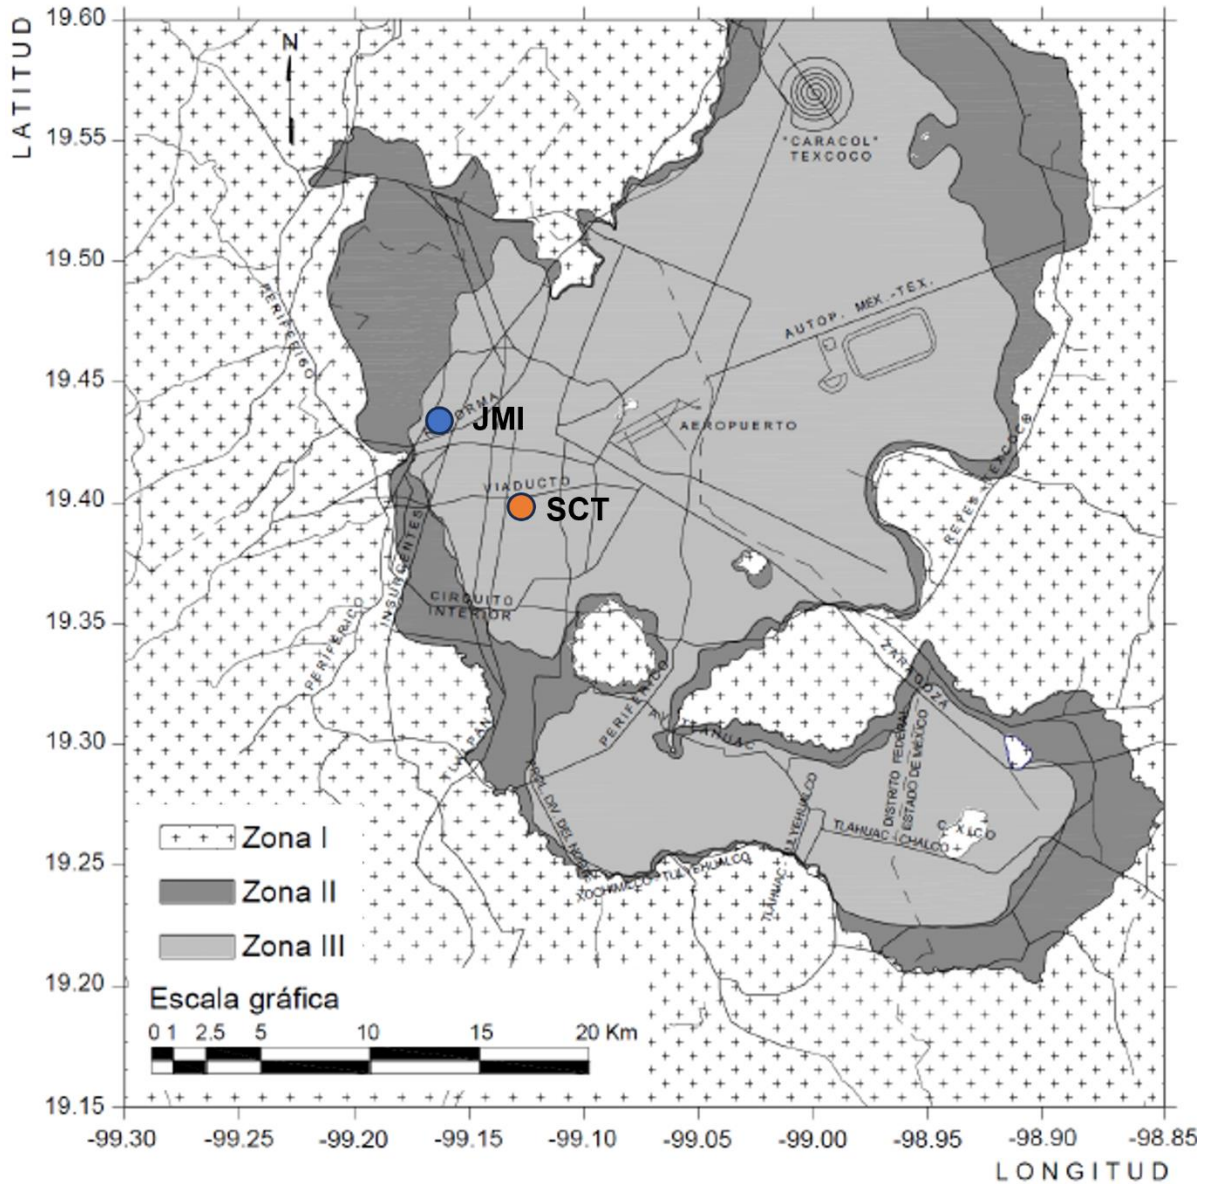 LATITUD
19.60
19.55
19.50
19.45
19.40
19.35
19.30
19.25
19.20
19.15
N
"CARACOL"
TEXCOCO
PERIFERICO
AUTOP. MEX.-TEX.
JMI
AEROPUERTO
VIADUCTO
SCT
REYES TEXCOCO
INSURGENTES
CIRCUITO
INTERIOR
PERIFERICO
ZARAGOZA
PERIFERICO
AV. TLAHUAC
TLALPAN
DISTRITO FEDERAL
ESTADO DE MEXICO
TLAHUAC-CHALCO
XOCHIMILCO-TULYEHUALCO
TLAHUAC-TULYEHUALCO
Zona I
Zona II
Zona III
Escala gráfica
0 1 2.5 5 10 15 20 Km
-99.30 -99.25 -99.20 -99.15 -99.10 -99.05 -99.00 -98.95 -98.90 -98.85
LONGITUD